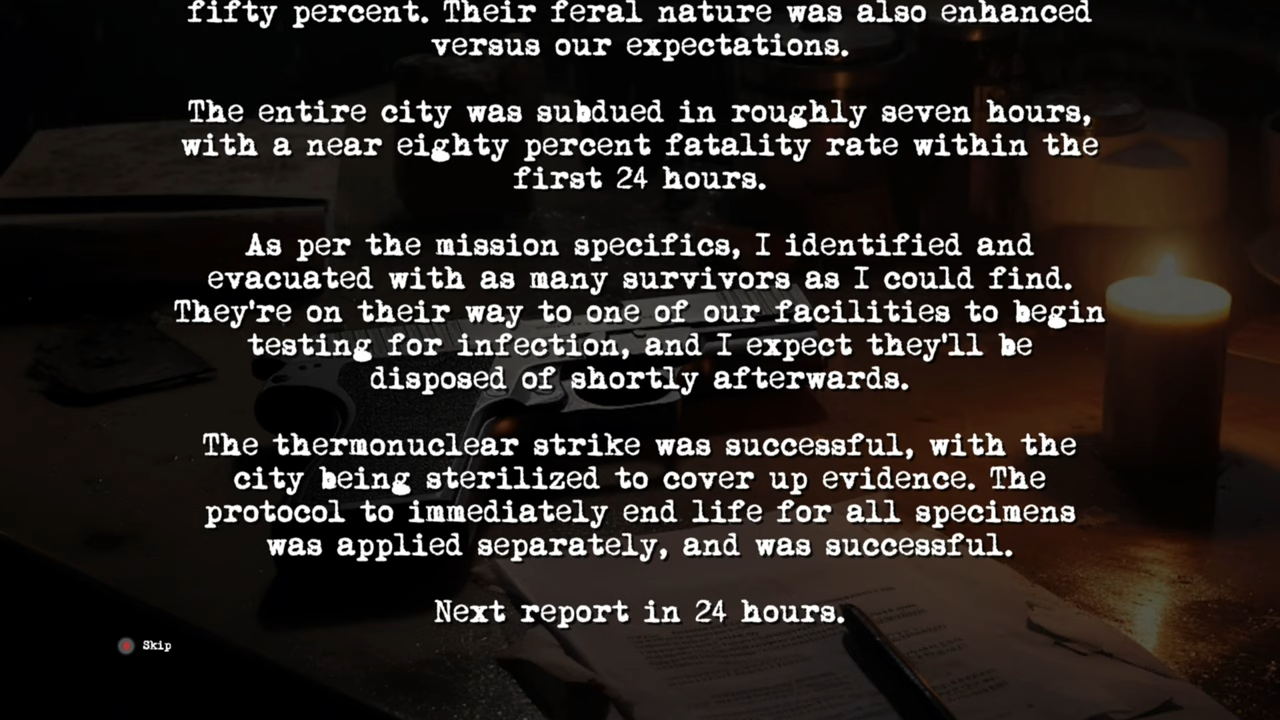 fifty percent. Their feral nature was also enhanced
versus our expectations.
The entire city was subdued in roughly seven hours,
with a near eighty percent fatality rate within the
first 24 hours.
As per the mission specifics, I identified and
evacuated with as many survivors as I could find.
They're on their way to one of our facilities to begin
testing for infection, and I expect they'll be
disposed of shortly afterwards.
The thermonuclear strike was successful, with the
city being sterilized to cover up evidence. The
protocol to immediately end life for all specimens
was applied separately, and was successful.
Next report in 24 hours.
Skip